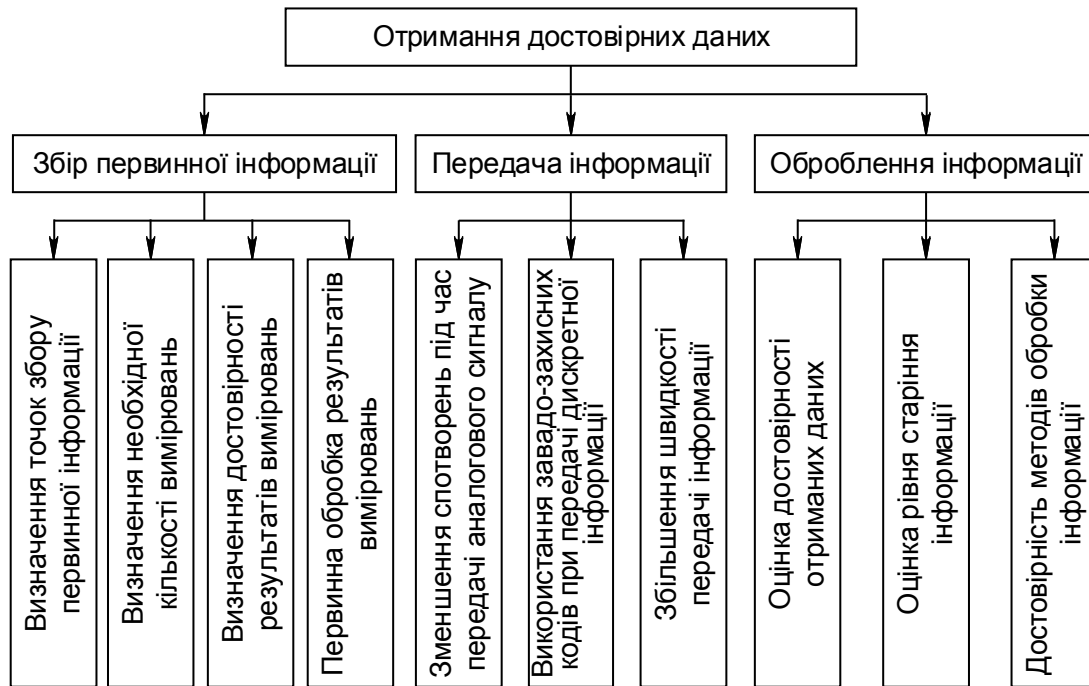 Отримання достовірних даних
Збір первинної інформації
Передача інформації
Оброблення інформації
Визначення точок збору
первинної інформації
Визначення необхідної
кількості вимірювань
Визначення достовірності
результатів вимірювань
Первинна обробка результатів
вимірювань
Зменшення спотворень під час
передачі аналогового сигналу
Використання завадо-захисних
кодів при передачі дискретної
інформації
Збільшення швидкості
передачі інформації
Оцінка достовірності
отриманих даних
Оцінка рівня старіння
інформації
Достовірність методів обробки
інформації